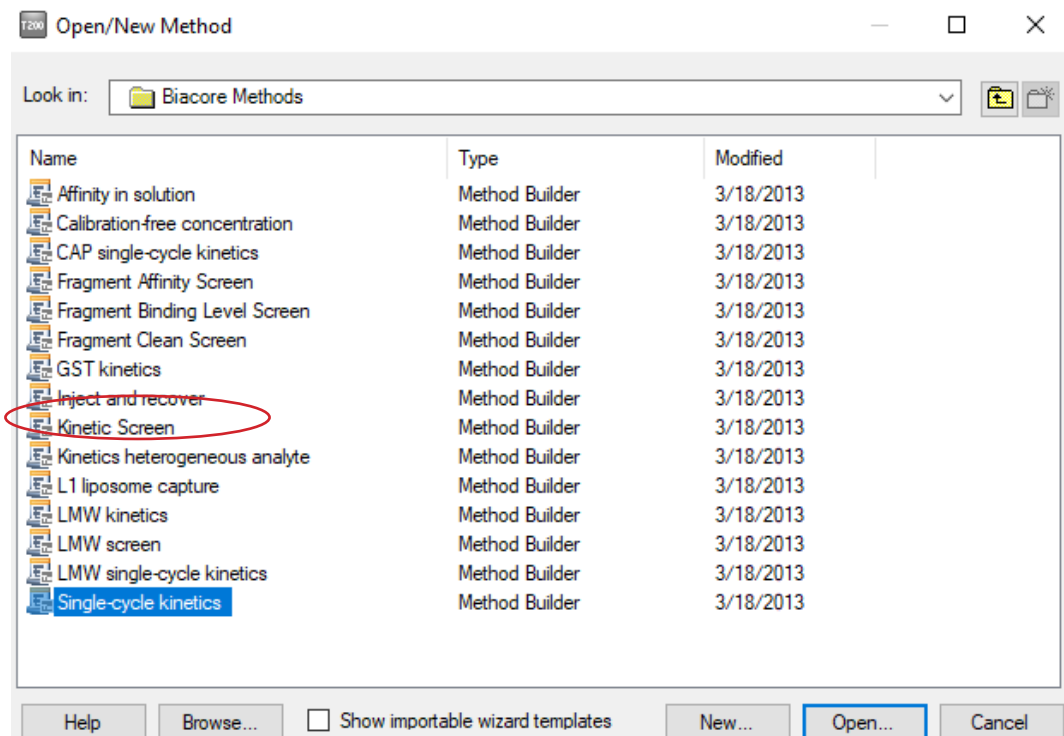 T200 Open/New Method
Look in: Biacore Methods
Name Type Modified
Affinity in solution Method Builder 3/18/2013
Calibration-free concentration Method Builder 3/18/2013
CAP single-cycle kinetics Method Builder 3/18/2013
Fragment Affinity Screen Method Builder 3/18/2013
Fragment Binding Level Screen Method Builder 3/18/2013
Fragment Clean Screen Method Builder 3/18/2013
GST kinetics Method Builder 3/18/2013
Inject and recover Method Builder 3/18/2013
Kinetic Screen Method Builder 3/18/2013
Kinetics heterogeneous analyte Method Builder 3/18/2013
L1 liposome capture Method Builder 3/18/2013
LMW kinetics Method Builder 3/18/2013
LMW screen Method Builder 3/18/2013
LMW single-cycle kinetics Method Builder 3/18/2013
Single-cycle kinetics Method Builder 3/18/2013
Help Browse... Show importable wizard templates New... Open... Cancel